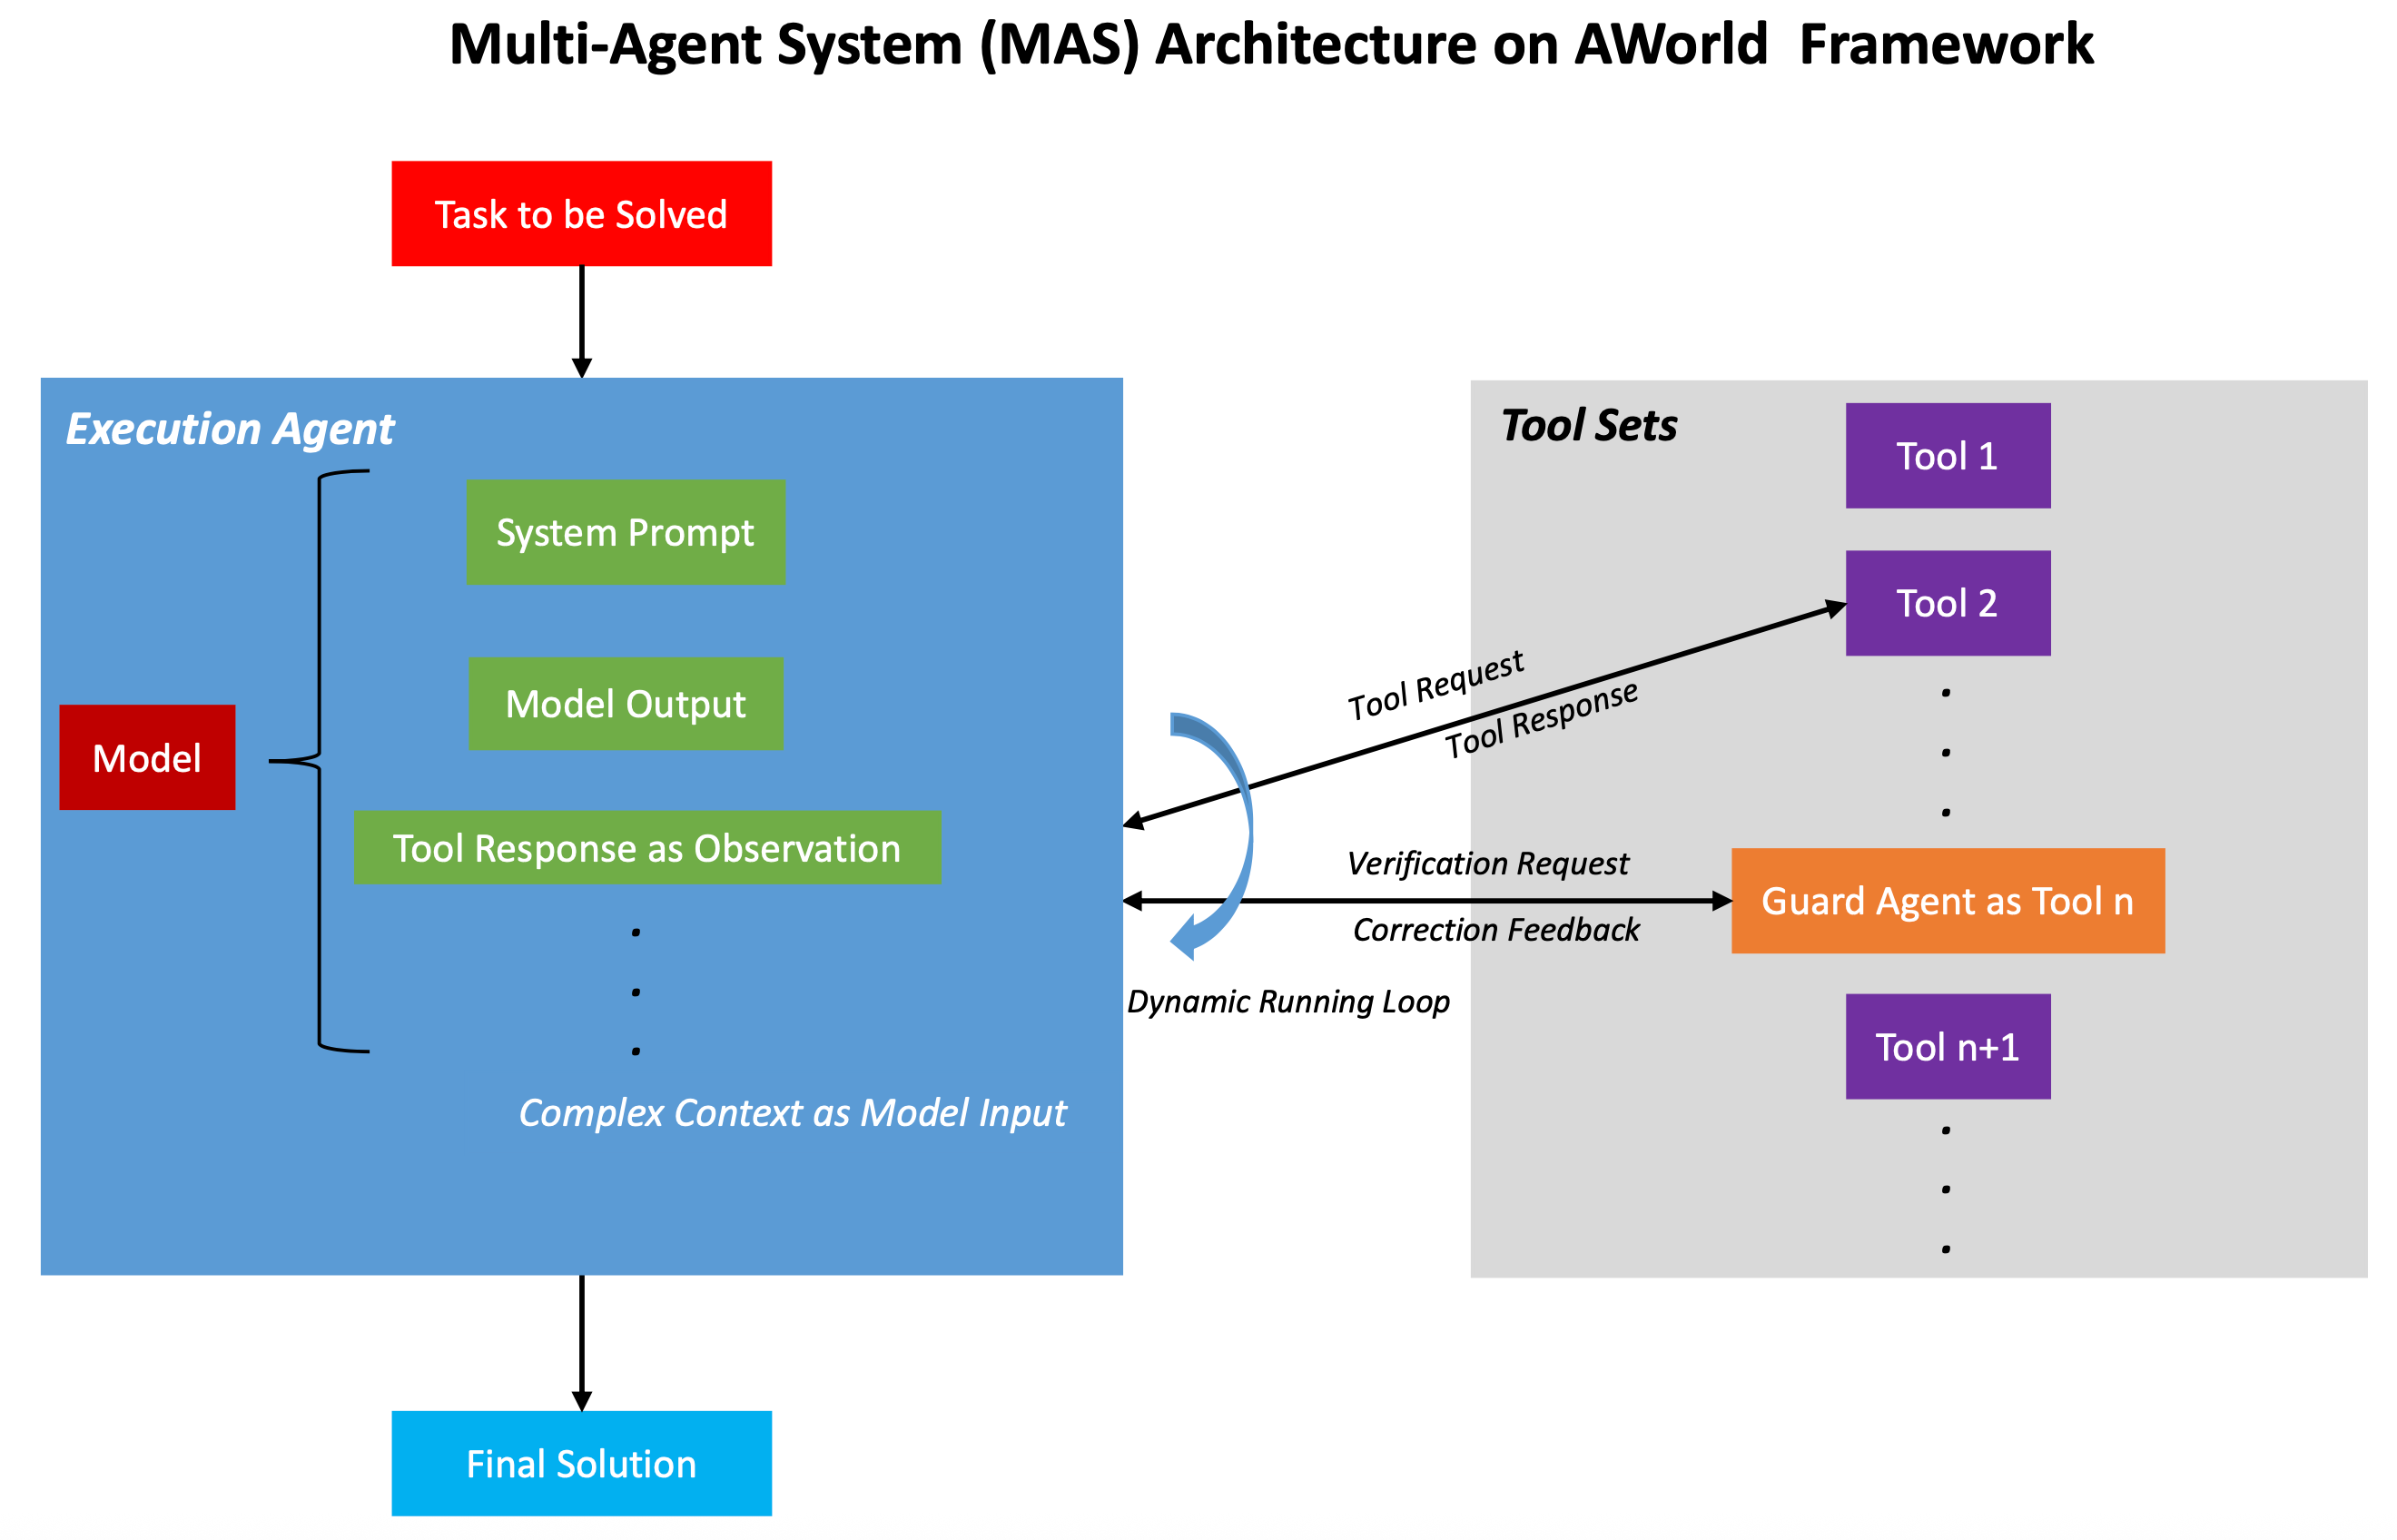 Multi-Agent System (MAS) Architecture on AWorld Framework
Task to be Solved
Execution Agent
System Prompt
Model Output
Model
Tool Response as Observation
.
.
.
Complex Context as Model Input
Final Solution
Tool Request
Tool Response
Verification Request
Correction Feedback
Dynamic Running Loop
Tool Sets
Tool 1
Tool 2
.
.
.
Guard Agent as Tool n
Tool n+1
.
.
.